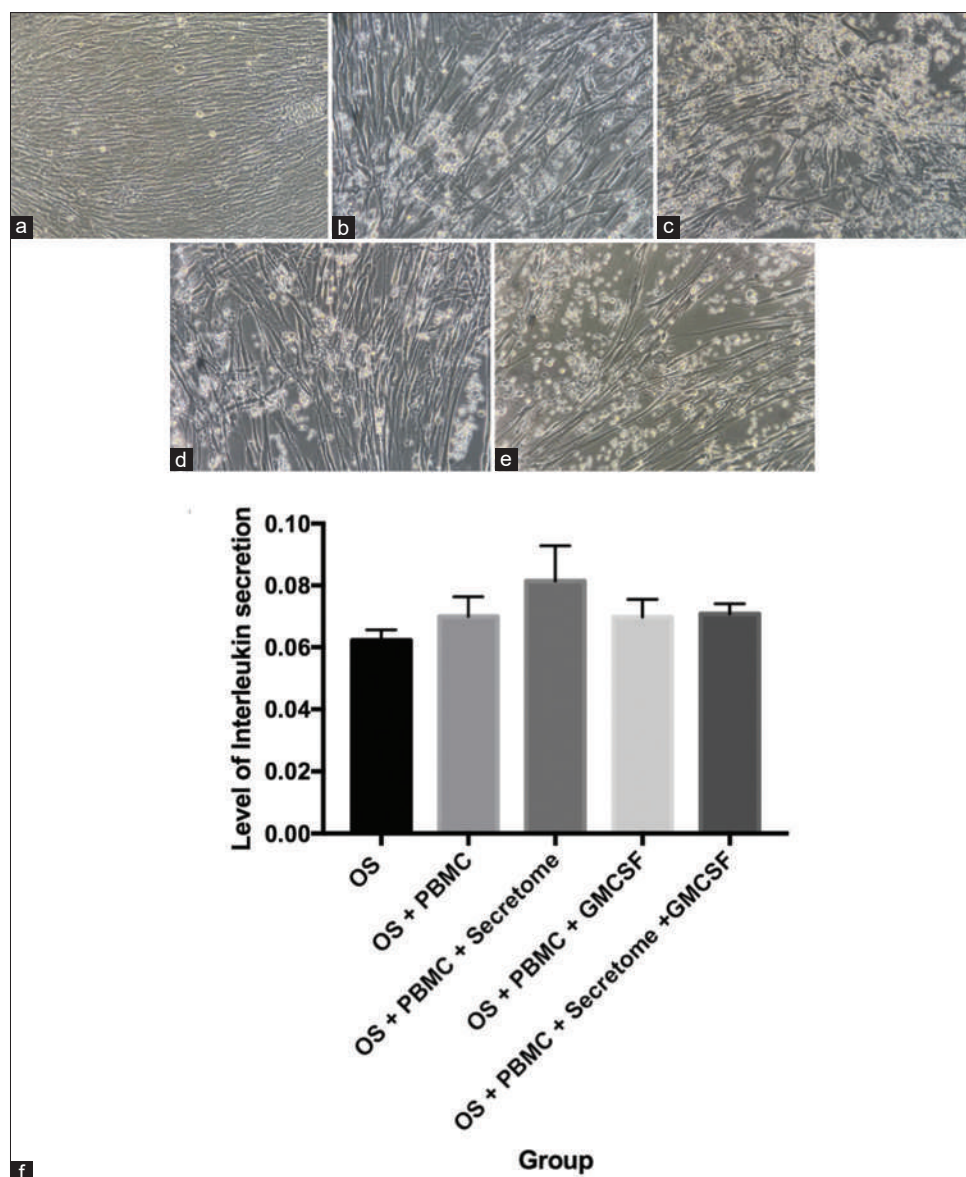 a
b
c
d
e
Level of Interleukin secretion
0.10
0.08
0.06
0.04
0.02
0.00
OS
OS + PBMC
OS + PBMC + Secretome
OS + PBMC + GMCSF
OS + PBMC + Secretome +GMCSF
Group
f